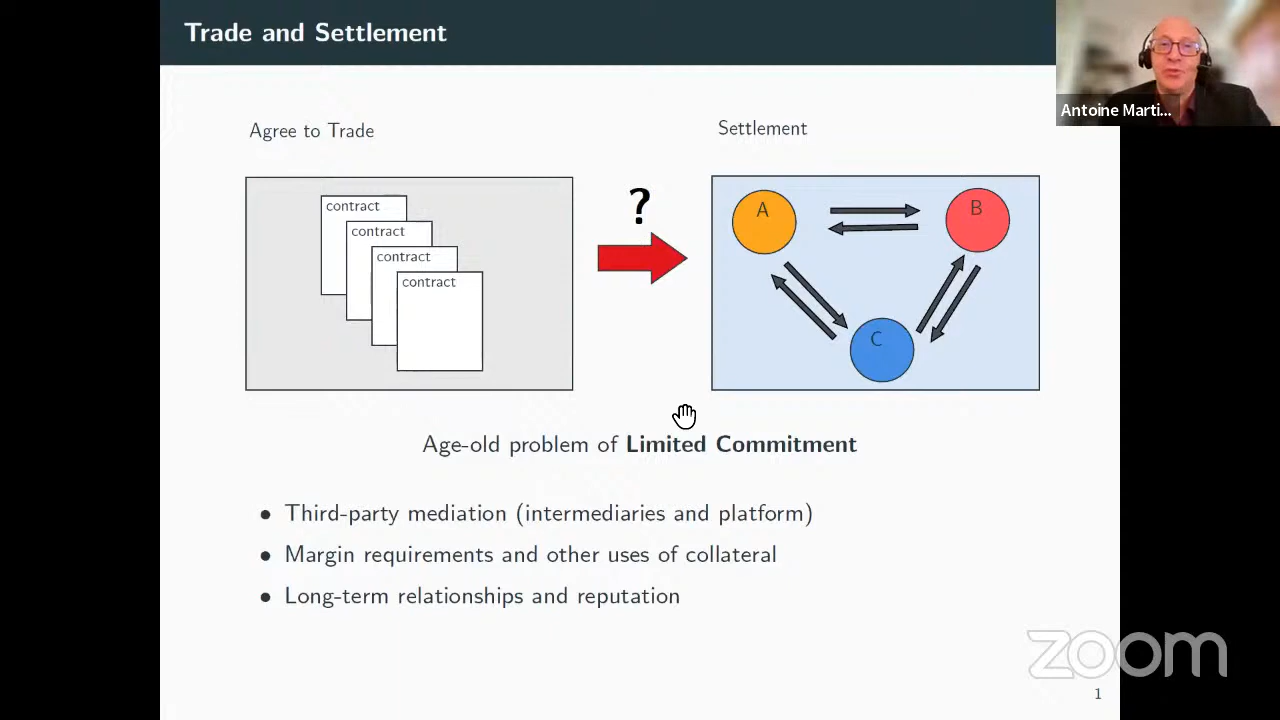 Trade and Settlement
Antoine Marti...
Agree to Trade
Settlement
contract
contract
contract
contract
?
A
B
C
Age-old problem of Limited Commitment
• Third-party mediation (intermediaries and platform)
• Margin requirements and other uses of collateral
• Long-term relationships and reputation
zoom
1